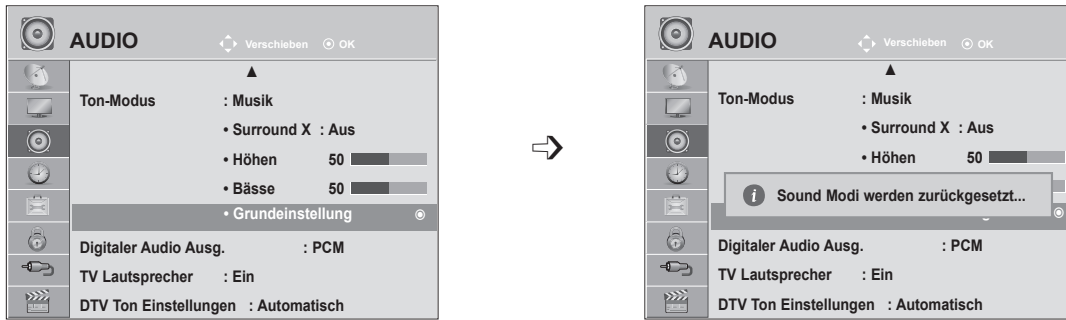 AUDIO Verschieben OK
Ton-Modus : Musik
• Surround X : Aus
• Höhen 50
• Bässe 50
• Grundeinstellung
Digitaler Audio Ausg. : PCM
TV Lautsprecher : Ein
DTV Ton Einstellungen : Automatisch
AUDIO Verschieben OK
Ton-Modus : Musik
• Surround X : Aus
• Höhen 50
Sound Modi werden zurückgesetzt...
Digitaler Audio Ausg. : PCM
TV Lautsprecher : Ein
DTV Ton Einstellungen : Automatisch